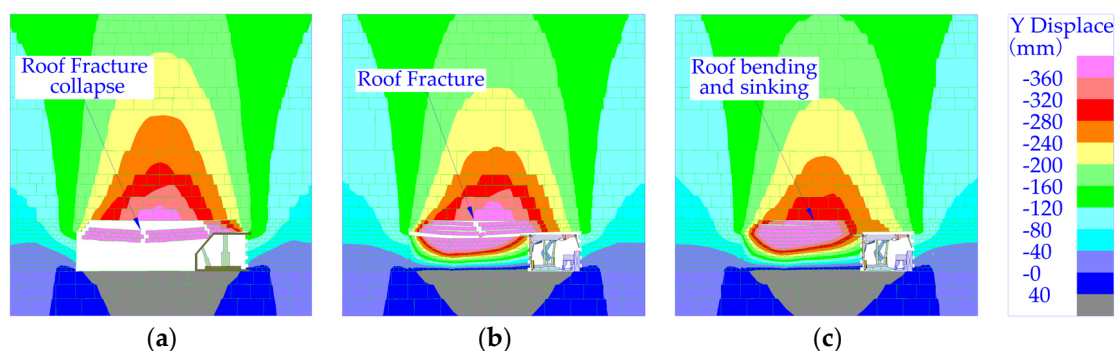 Roof Fracture
collapse
Roof Fracture
Roof bending
and sinking
Y Displace
(mm)
-360
-320
-280
-240
-200
-160
-120
-80
-40
-0
40
(a)
(b)
(c)